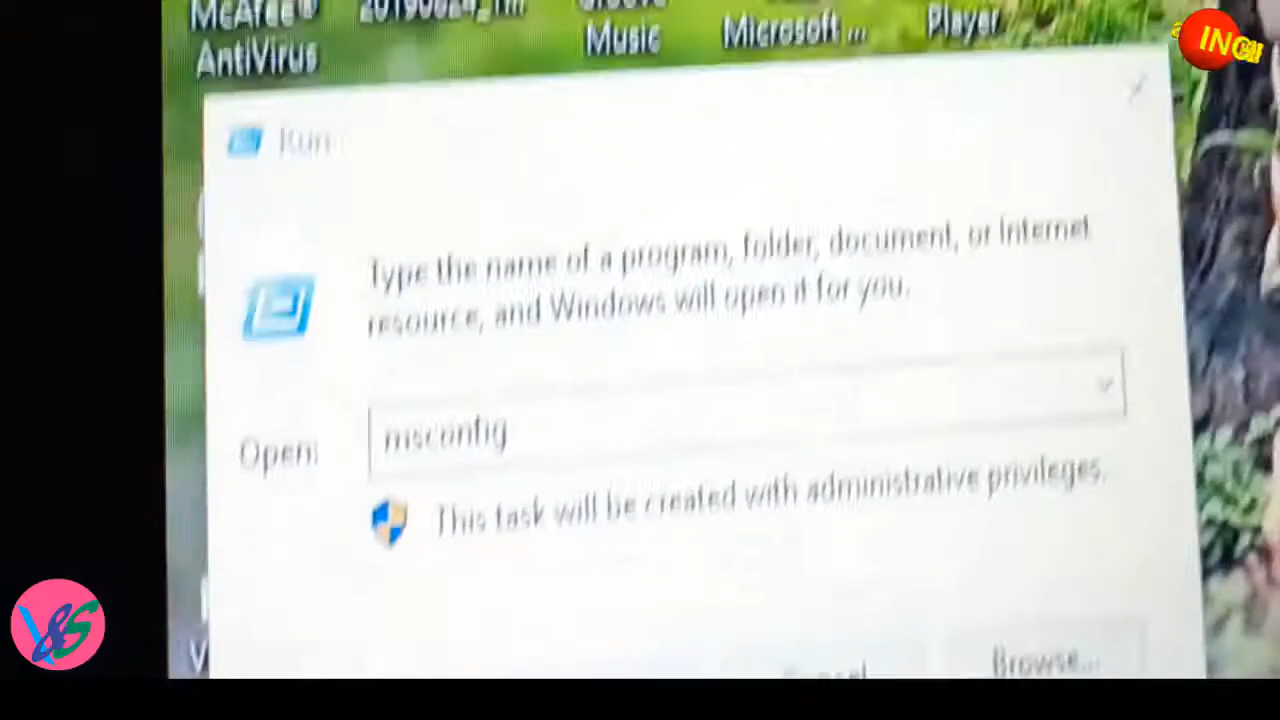 McAfee®
AntiVirus
Music
Microsoft ...
Player
Run
Type the name of a program, folder, document, or Internet
resource, and Windows will open it for you.
Open:
msconfig
This task will be created with administrative privileges.
Cancel
Browse...
V&S